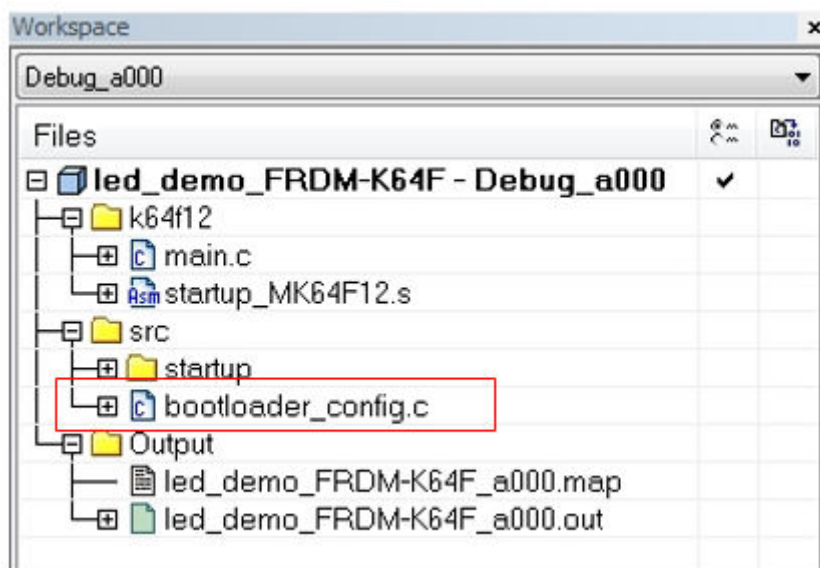 Workspace
Debug_a000
Files
led_demo_FRDM-K64F - Debug_a000
k64f12
main.c
startup_MK64F12.s
src
startup
bootloader_config.c
Output
led_demo_FRDM-K64F_a000.map
led_demo_FRDM-K64F_a000.out